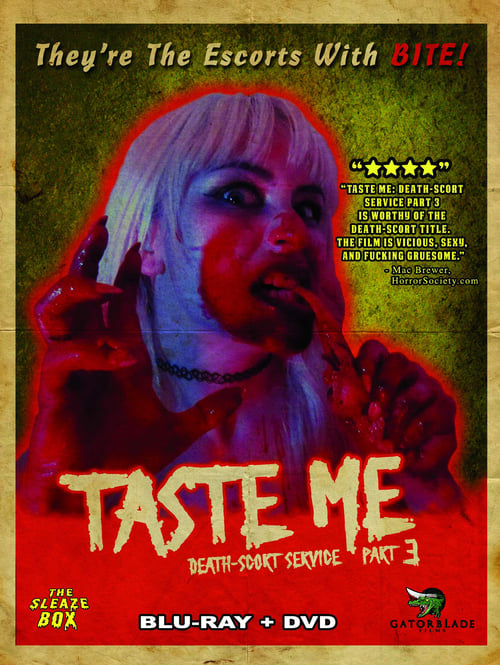 They're The Escorts With BITE!
“★★★★”
“TASTE ME: DEATH-SCORT
SERVICE PART 3
IS WORTHY OF THE
DEATH-SCORT TITLE.
THE FILM IS VICIOUS, SEXY,
AND FUCKING GRUESOME.”
- Mac Brewer,
HorrorSociety.com
TASTE ME
DEATH-SCORT SERVICE PART 3
THE
SLEAZE
BOX
BLU-RAY + DVD
GATORBLADE
FILMS